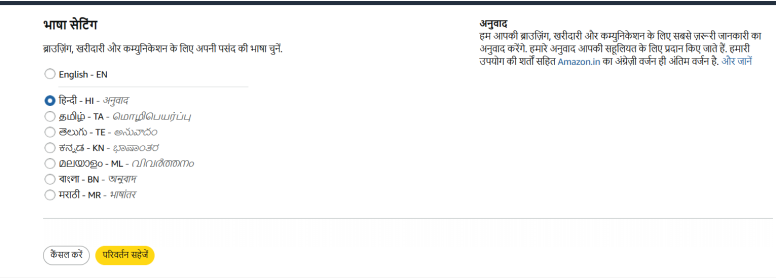 भाषा सेटिंग
ब्राउज़िंग, खरीदारी और कम्युनिकेशन के लिए अपनी पसंद की भाषा चुनें.
English - EN
हिन्दी - HI - अनुवाद
தமிழ் - TA - மொழிபெயர்ப்பு
తెలుగు - TE - అనువాదం
ಕನ್ನಡ - KN - ಭಾಷಾಂತರ
മലയാളം - ML - വിവർത്തനം
বাংলা - BN - অনুবাদ
मराठी - MR - भाषांतर
कैंसल करें
परिवर्तन सहेजें
अनुवाद
हम आपकी ब्राउज़िंग, खरीदारी और कम्युनिकेशन के लिए सबसे ज़रूरी जानकारी का
अनुवाद करेंगे. हमारे अनुवाद आपकी सहूलियत के लिए प्रदान किए जाते हैं. हमारी
उपयोग की शर्तों सहित Amazon.in का अंग्रेज़ी वर्जन ही अंतिम वर्जन है. और जानें